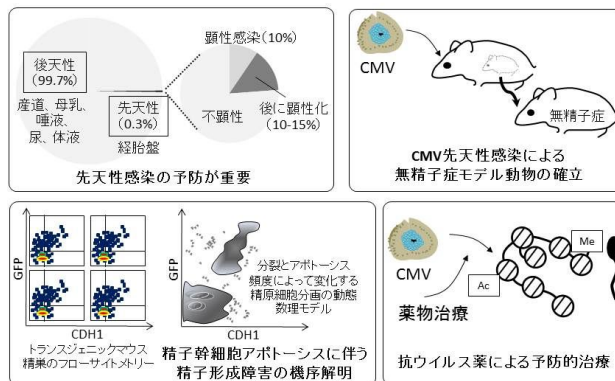 後天性
(99.7%)
産道、母乳、
唾液、
尿、体液
先天性
(0.3%)
経胎盤
顕性感染(10%)
不顕性
後に顕性化
(10-15%)
先天性感染の予防が重要
CMV
無精子症
CMV先天性感染による
無精子症モデル動物の確立
GFP
CDH1
トランスジェニックマウス
精巣のフローサイトメトリー
GFP
CDH1
分裂とアポトーシス
頻度によって変化する
精原細胞分画の動態
数理モデル
精子幹細胞アポトーシスに伴う
精子形成障害の機序解明
CMV
薬物治療
Ac
Me
抗ウイルス薬による予防的治療